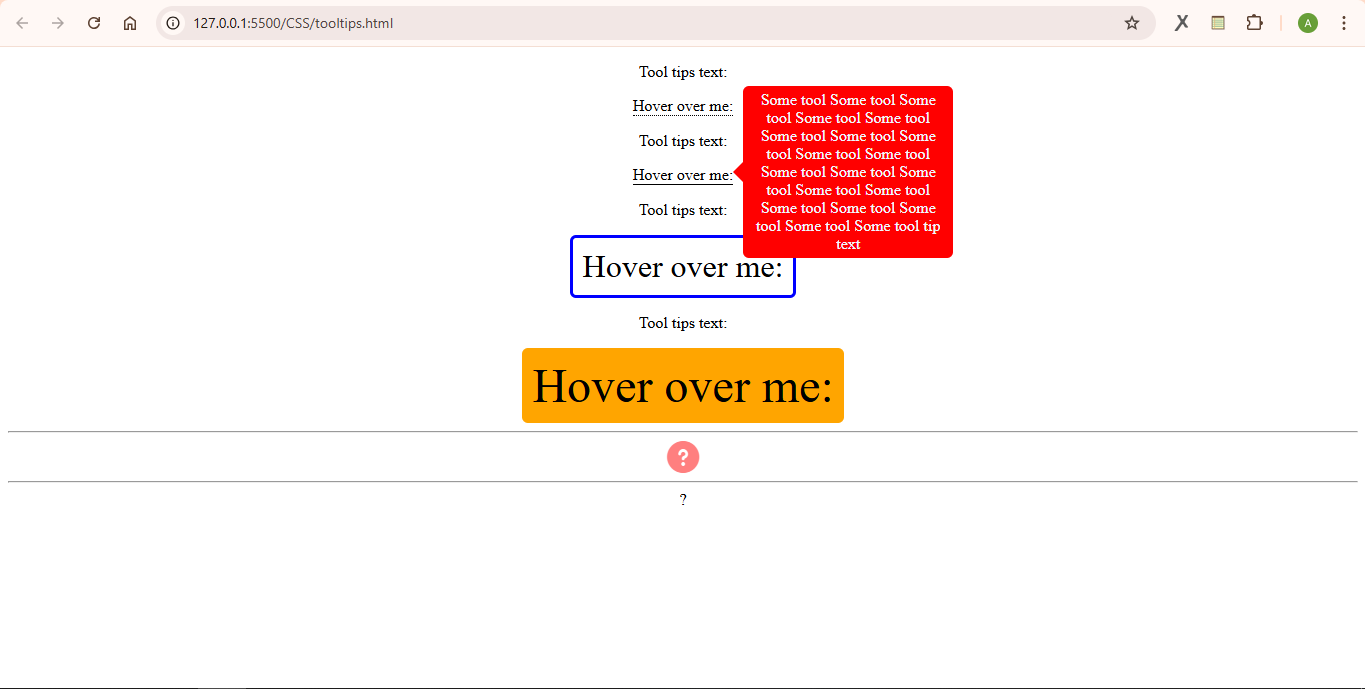 127.0.0.1:5500/CSS/tooltips.html
A
Tool tips text:
Hover over me:
Tool tips text:
Hover over me:
Some tool Some tool Some
tool Some tool Some tool
Some tool Some tool Some
tool Some tool Some tool
Some tool Some tool Some
tool Some tool Some tool
Some tool Some tool Some
tool Some tool Some tool tip
text
Tool tips text:
Hover over me:
Tool tips text:
Hover over me:
?
?